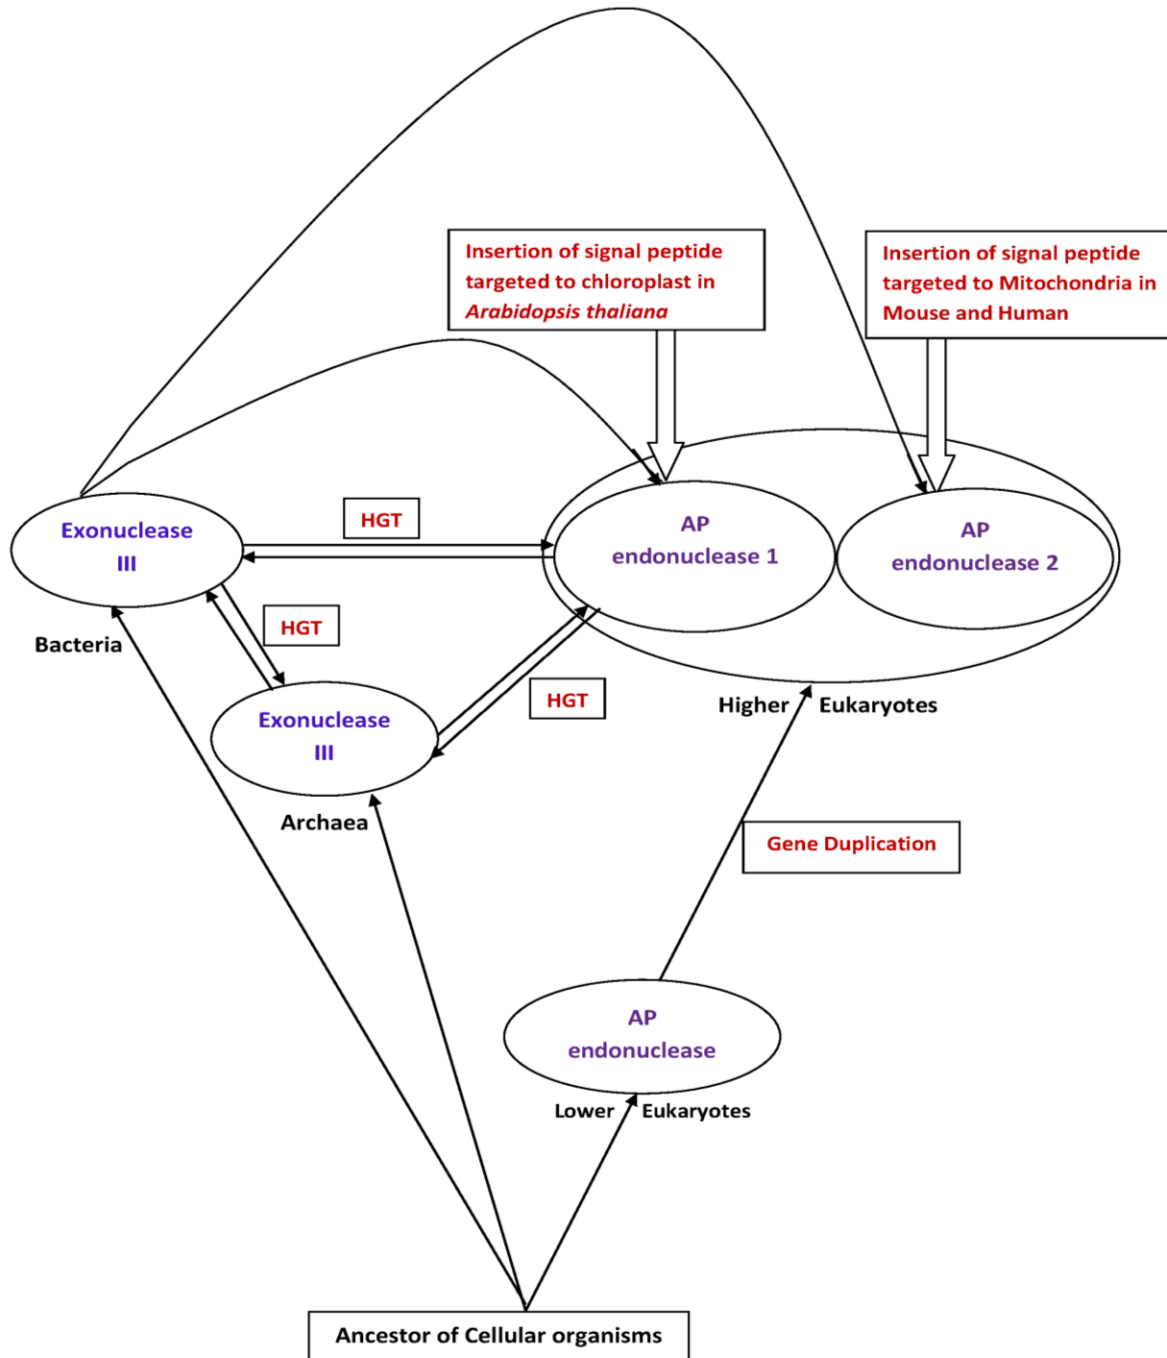 Insertion of signal peptide
targeted to chloroplast in
Arabidopsis thaliana
Insertion of signal peptide
targeted to Mitochondria in
Mouse and Human
Exonuclease
III
HGT
AP
endonuclease 1
AP
endonuclease 2
Bacteria
HGT
Exonuclease
III
HGT
Higher Eukaryotes
Archaea
Gene Duplication
AP
endonuclease
Lower Eukaryotes
Ancestor of Cellular organisms